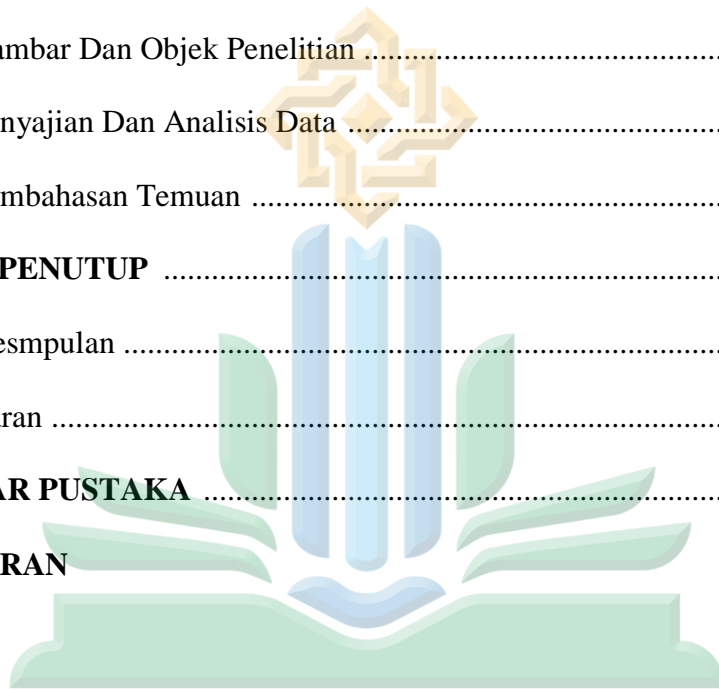 ambar Dan Objek Penelitian ......................................................
nyajian Dan Analisis Data ........................................................
mbahasan Temuan ....................................................................
PENUTUP ..................................................................................
esmpulan ....................................................................................
ran ..............................................................................................
AR PUSTAKA ..........................................................................
RAN